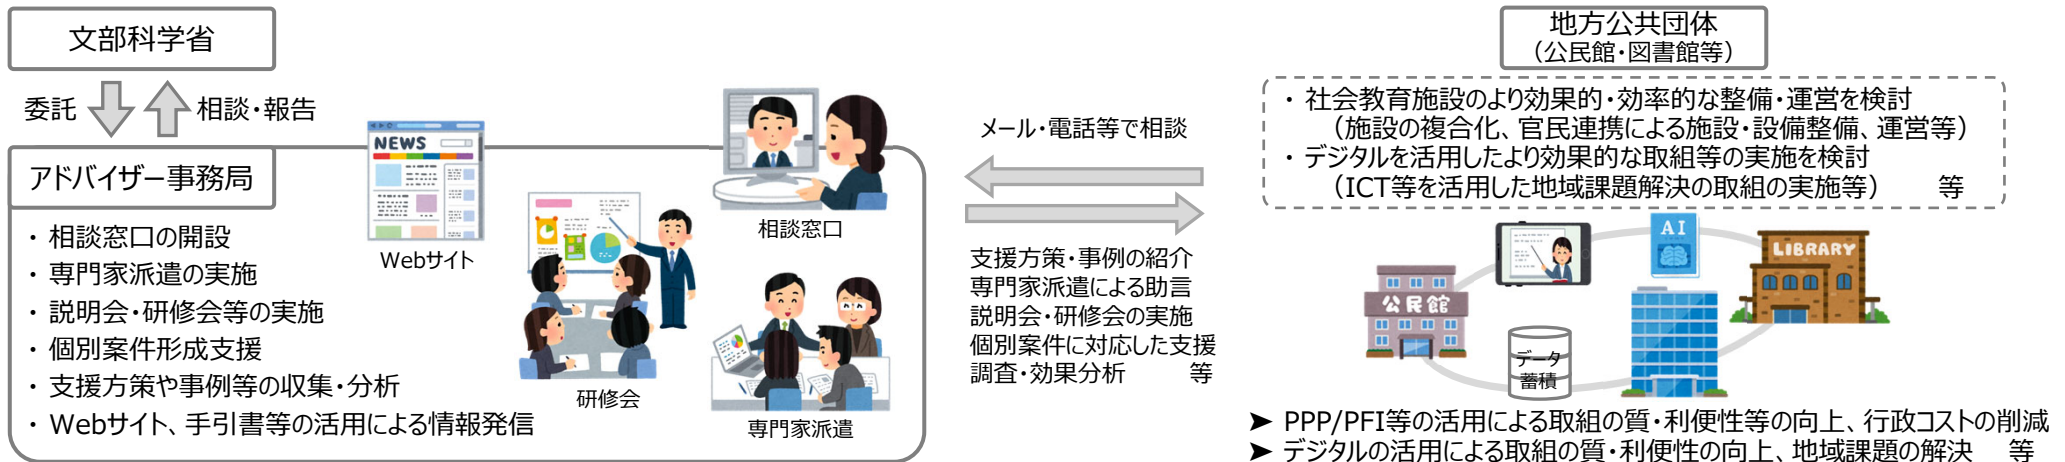 文部科学省
委託
相談・報告
アドバイザー事務局
・ 相談窓口の開設
・ 専門家派遣の実施
・ 説明会・研修会等の実施
・ 個別案件形成支援
・ 支援方策や事例等の収集・分析
・ Webサイト、手引書等の活用による情報発信
NEWS
Webサイト
研修会
相談窓口
専門家派遣
メール・電話等で相談
支援方策・事例の紹介
専門家派遣による助言
説明会・研修会の実施
個別案件に対応した支援
調査・効果分析 等
地方公共団体
（公民館・図書館等）
・ 社会教育施設のより効果的・効率的な整備・運営を検討
（施設の複合化、官民連携による施設・設備整備、運営等）
・ デジタルを活用したより効果的な取組等の実施を検討
（ICT等を活用した地域課題解決の取組の実施等） 等
公民館
AI
LIBRARY
データ
蓄積
➤ PPP/PFI等の活用による取組の質・利便性等の向上、行政コストの削減
➤ デジタルの活用による取組の質・利便性の向上、地域課題の解決 等